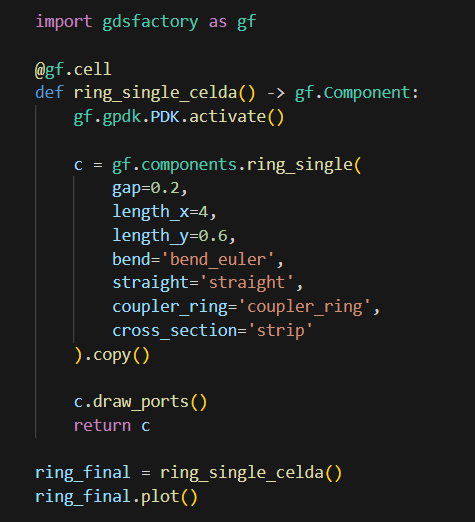 import gdsfactory as gf

@gf.cell
def ring_single_celda() -> gf.Component:
    gf.gpdk.PDK.activate()

    c = gf.components.ring_single(
        gap=0.2,
        length_x=4,
        length_y=0.6,
        bend='bend_euler',
        straight='straight',
        coupler_ring='coupler_ring',
        cross_section='strip'
    ).copy()

    c.draw_ports()
    return c

ring_final = ring_single_celda()
ring_final.plot()